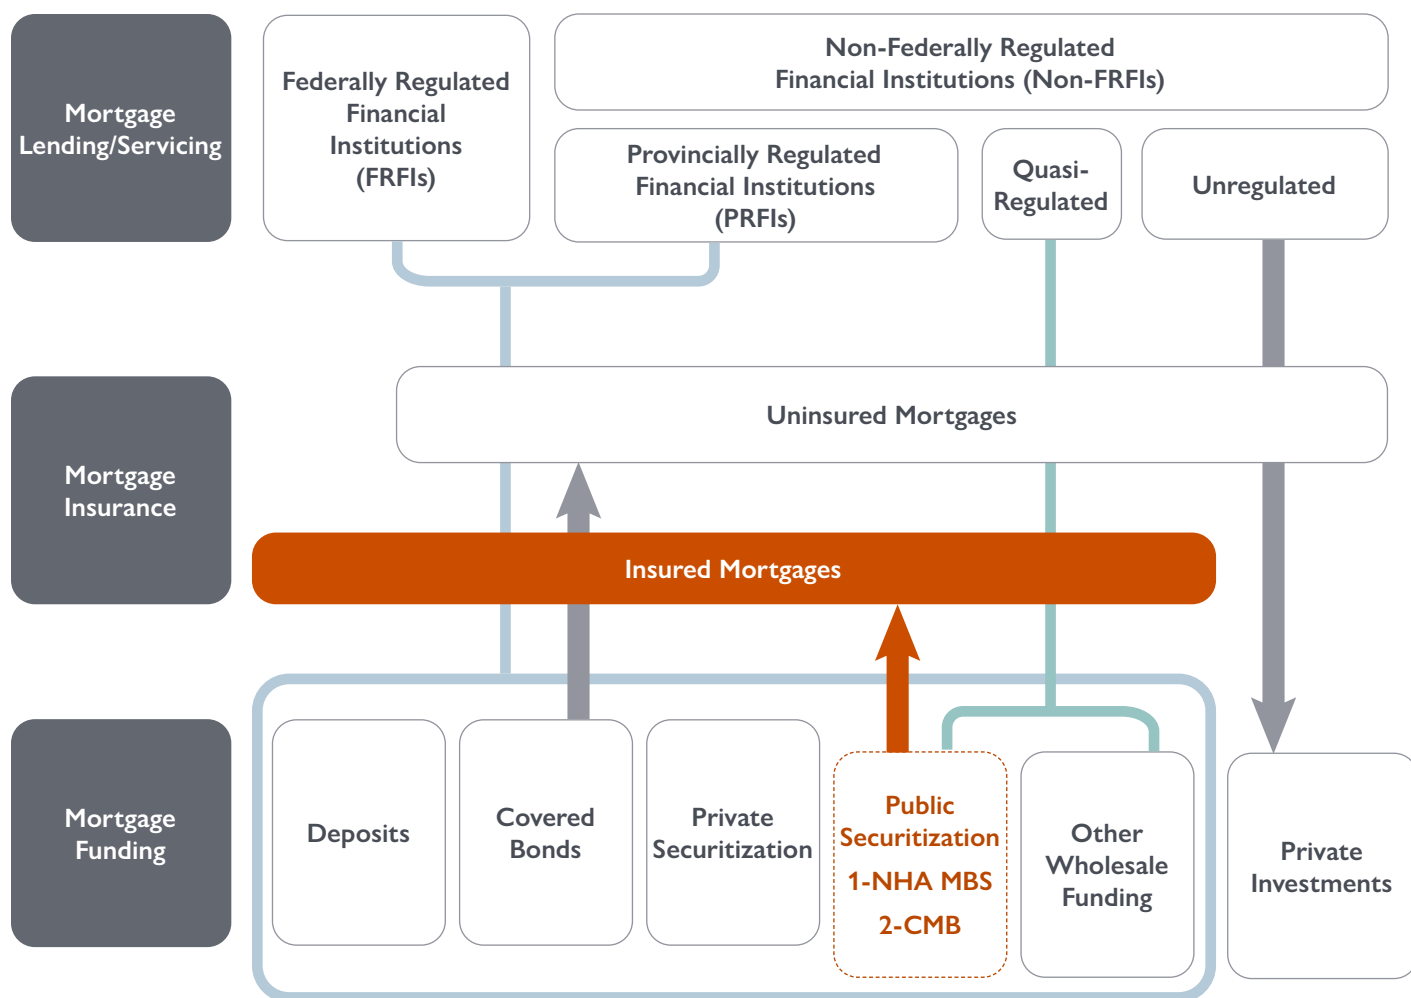 Mortgage
Lending/Servicing
Federally Regulated
Financial
Institutions
(FRFIs)
Non-Federally Regulated
Financial Institutions (Non-FRFIs)
Provincially Regulated
Financial Institutions
(PRFIs)
Quasi-
Regulated
Unregulated
Mortgage
Insurance
Uninsured Mortgages
Insured Mortgages
Mortgage
Funding
Deposits
Covered
Bonds
Private
Securitization
Public
Securitization
1-NHA MBS
2-CMB
Other
Wholesale
Funding
Private
Investments